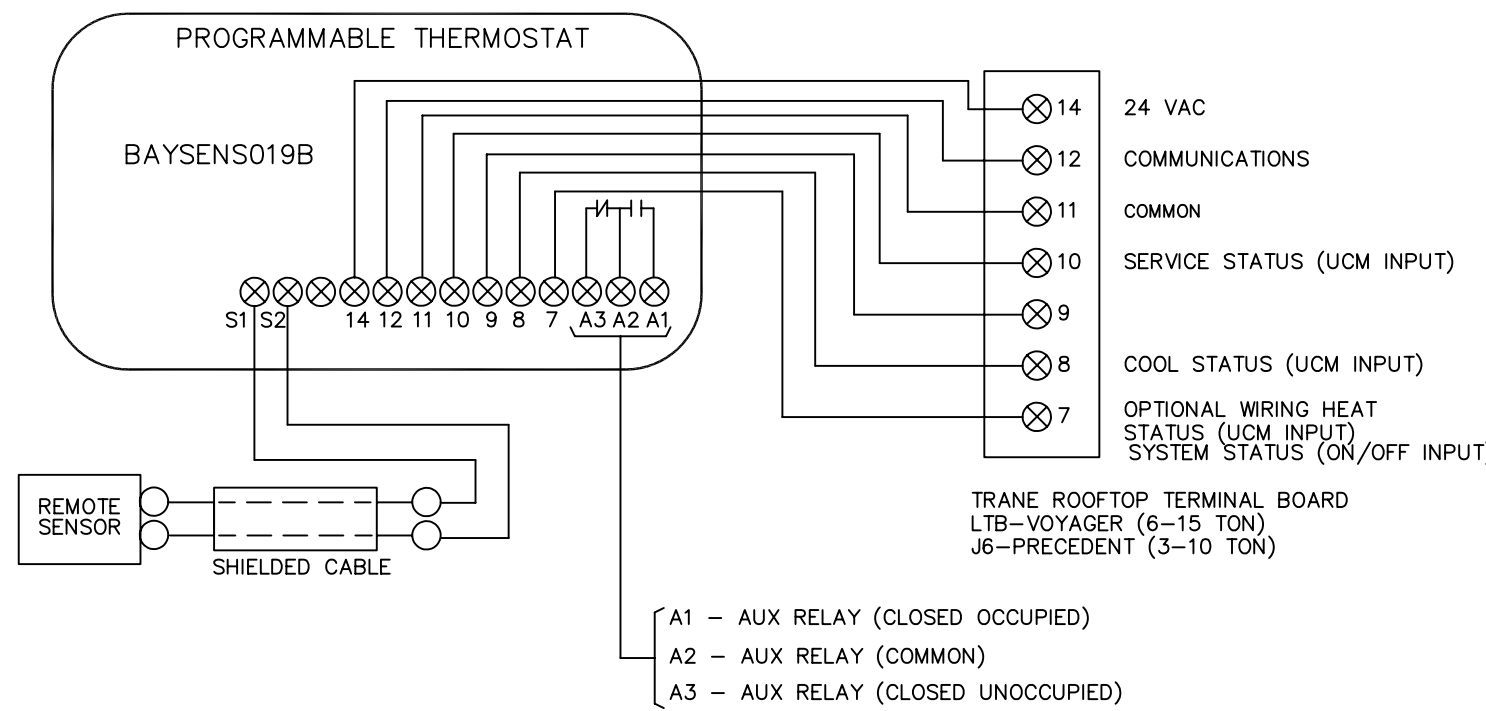 PROGRAMMABLE THERMOSTAT
BAYSENS019B
S1 S2 14 12 11 10 9 8 7 A3 A2 A1
14 24 VAC
12 COMMUNICATIONS
11 COMMON
10 SERVICE STATUS (UCM INPUT)
9
8 COOL STATUS (UCM INPUT)
7 OPTIONAL WIRING HEAT
STATUS (UCM INPUT)
SYSTEM STATUS (ON/OFF INPUT)
TRANE ROOFTOP TERMINAL BOARD
LTB-VOYAGER (6-15 TON)
J6-PRECEDENT (3-10 TON)
REMOTE
SENSOR
SHIELDED CABLE
A1 - AUX RELAY (CLOSED OCCUPIED)
A2 - AUX RELAY (COMMON)
A3 - AUX RELAY (CLOSED UNOCCUPIED)